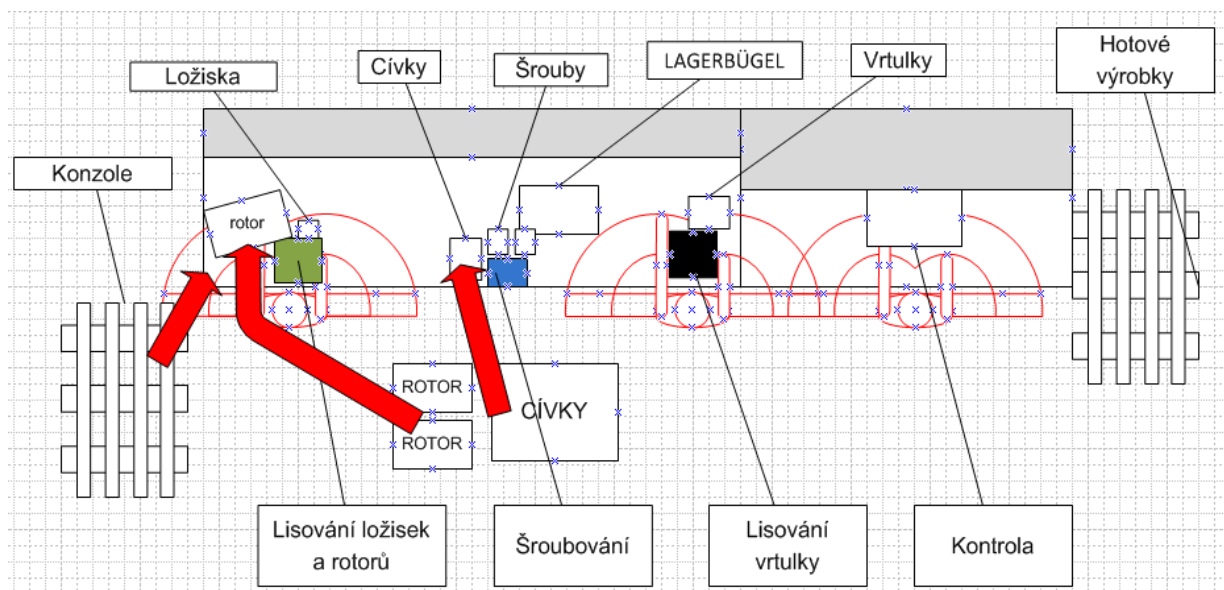 Ložiska
Cívky
Šrouby
LAGERBÜGEL
Vrtulky
Hotové
výrobky
Konzole
rotor
ROTOR
ROTOR
CÍVKY
Lisování ložisek
a rotorů
Šroubování
Lisování
vrtulky
Kontrola